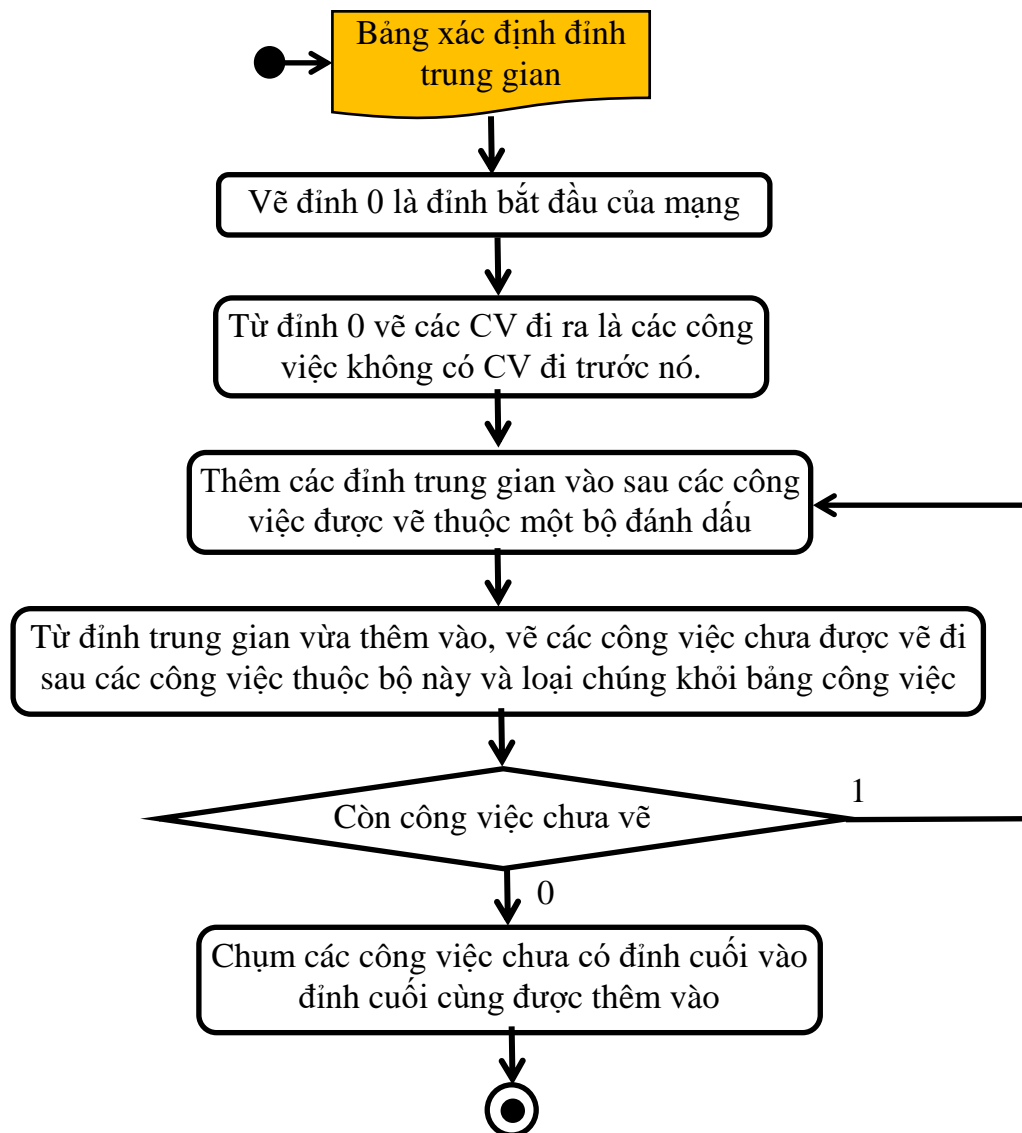 Bảng xác định đỉnh
trung gian
Vẽ đỉnh 0 là đỉnh bắt đầu của mạng
Từ đỉnh 0 vẽ các CV đi ra là các công
việc không có CV đi trước nó.
Thêm các đỉnh trung gian vào sau các công
việc được vẽ thuộc một bộ đánh dấu
Từ đỉnh trung gian vừa thêm vào, vẽ các công việc chưa được vẽ đi
sau các công việc thuộc bộ này và loại chúng khỏi bảng công việc
1
Còn công việc chưa vẽ
0
Chụm các công việc chưa có đỉnh cuối vào
đỉnh cuối cùng được thêm vào